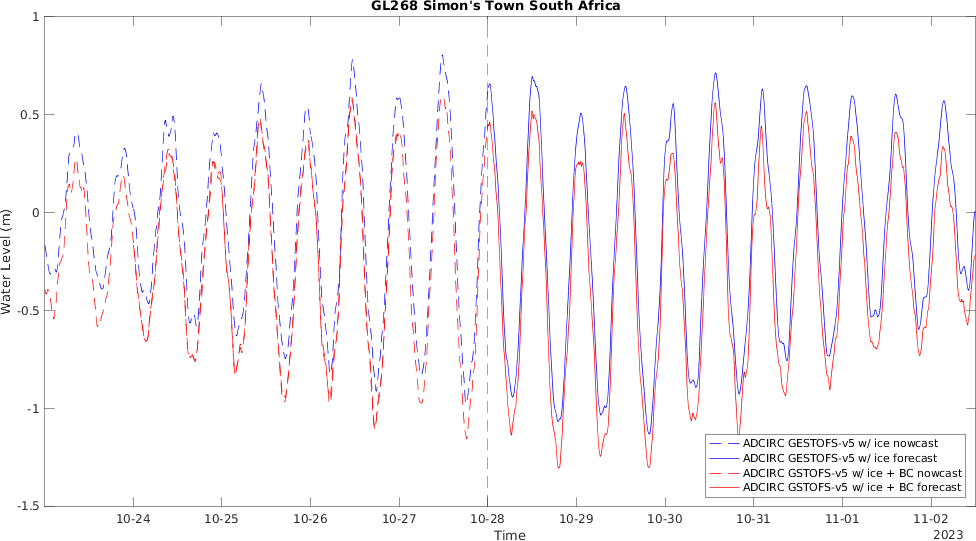 GL268 Simon's Town South Africa
Water Level (m)
1
0.5
0
-0.5
-1
-1.5
ADCIRC GESTOFS-v5 w/ ice nowcast
ADCIRC GESTOFS-v5 w/ ice forecast
ADCIRC GSTOFS-v5 w/ ice + BC nowcast
ADCIRC GSTOFS-v5 w/ ice + BC forecast
10-24 10-25 10-26 10-27 10-28 10-29 10-30 10-31 11-01 11-02
Time
2023